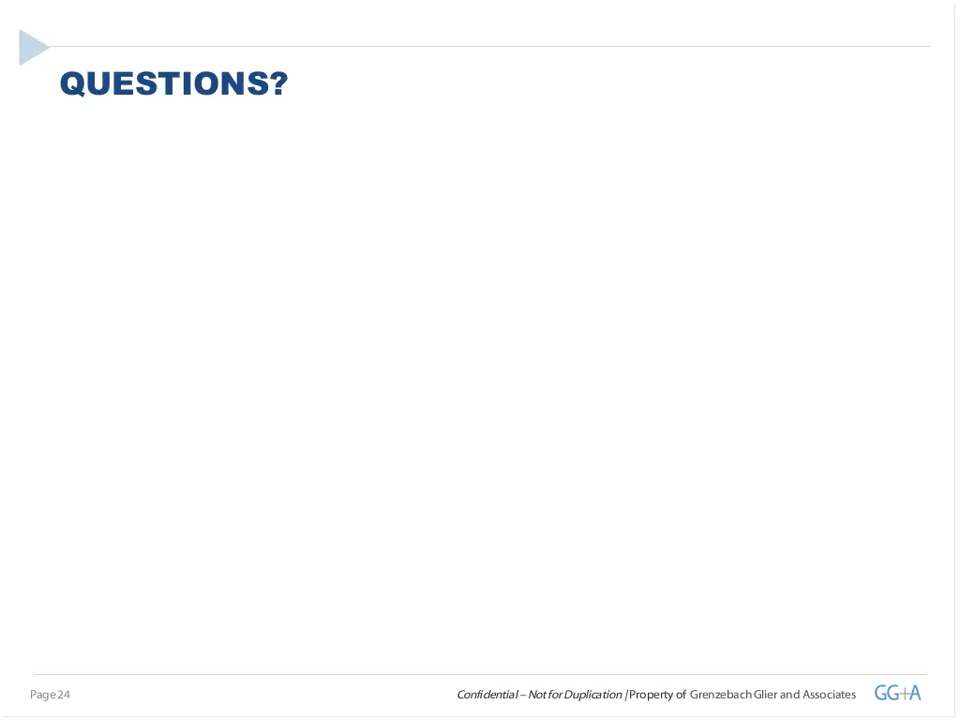 QUESTIONS?
Page 24
Confidential – Not for Duplication | Property of Grenzebach Glier and Associates
GG+A